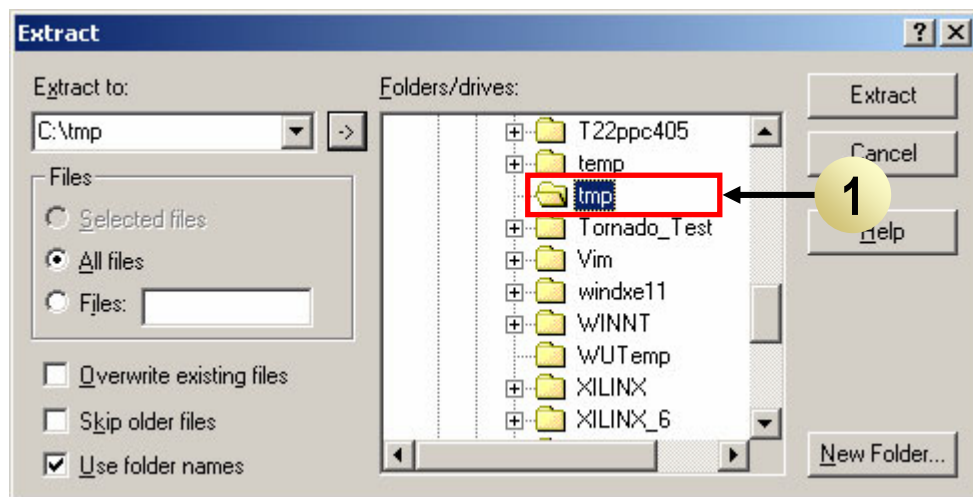 Extract
Extract to:
C:\tmp
->
Files
Selected files
All files
Files:
Overwrite existing files
Skip older files
Use folder names
Folders/drives:
T22ppc405
temp
tmp
Tornado_Test
Vim
windxe11
WINNT
WUTemp
XILINX
XILINX_6
1
Extract
Cancel
Help
New Folder...